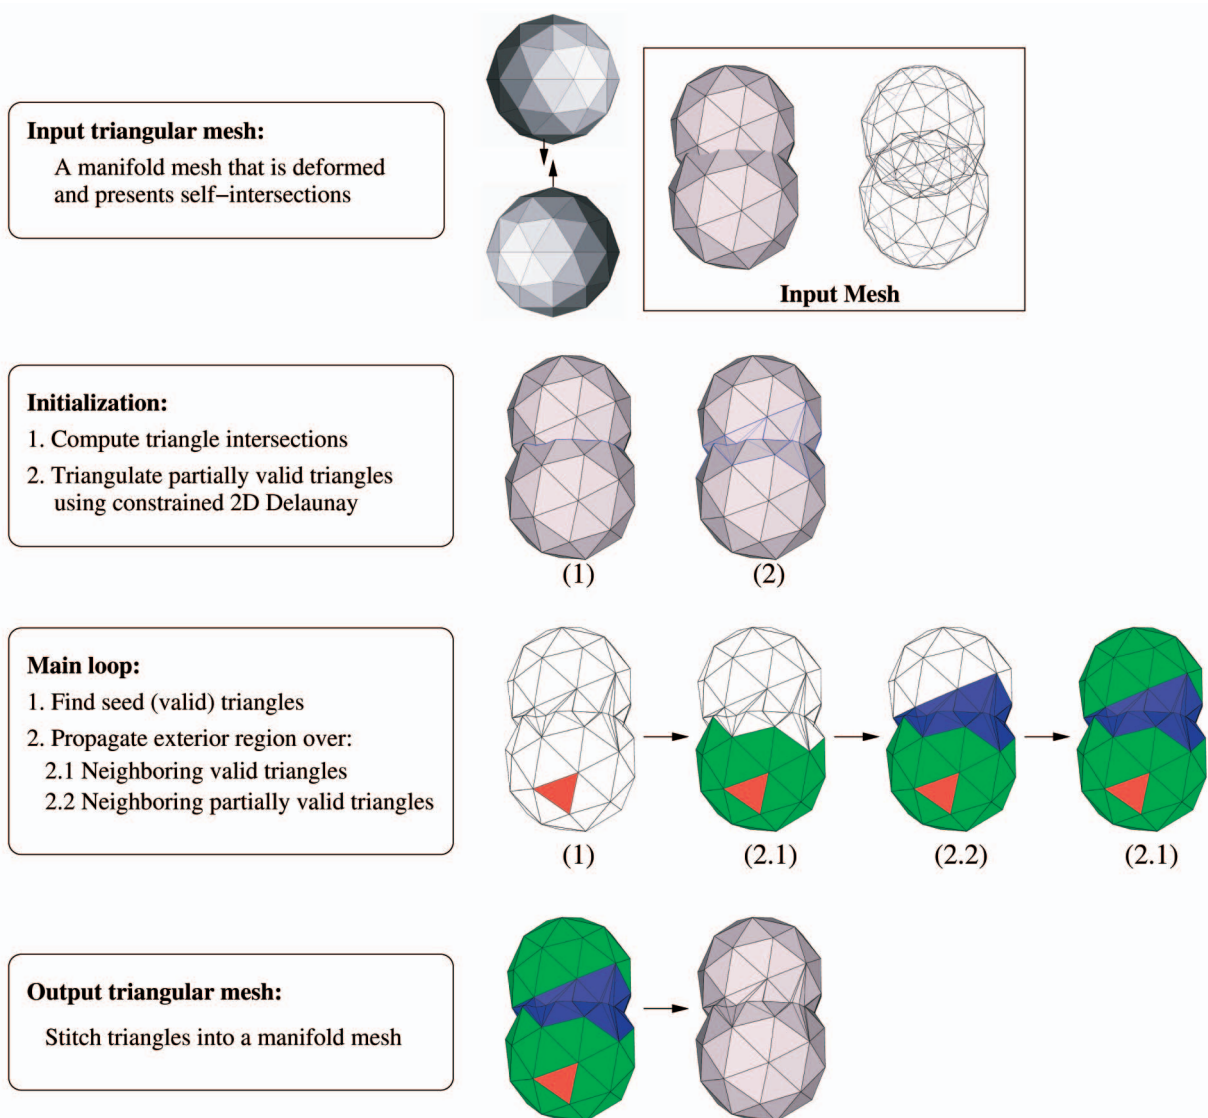 Input triangular mesh:
A manifold mesh that is deformed
and presents self−intersections
Input Mesh
Initialization:
1. Compute triangle intersections
2. Triangulate partially valid triangles
using constrained 2D Delaunay
(1)
(2)
Main loop:
1. Find seed (valid) triangles
2. Propagate exterior region over:
2.1 Neighboring valid triangles
2.2 Neighboring partially valid triangles
(1)
(2.1)
(2.2)
(2.1)
Output triangular mesh:
Stitch triangles into a manifold mesh